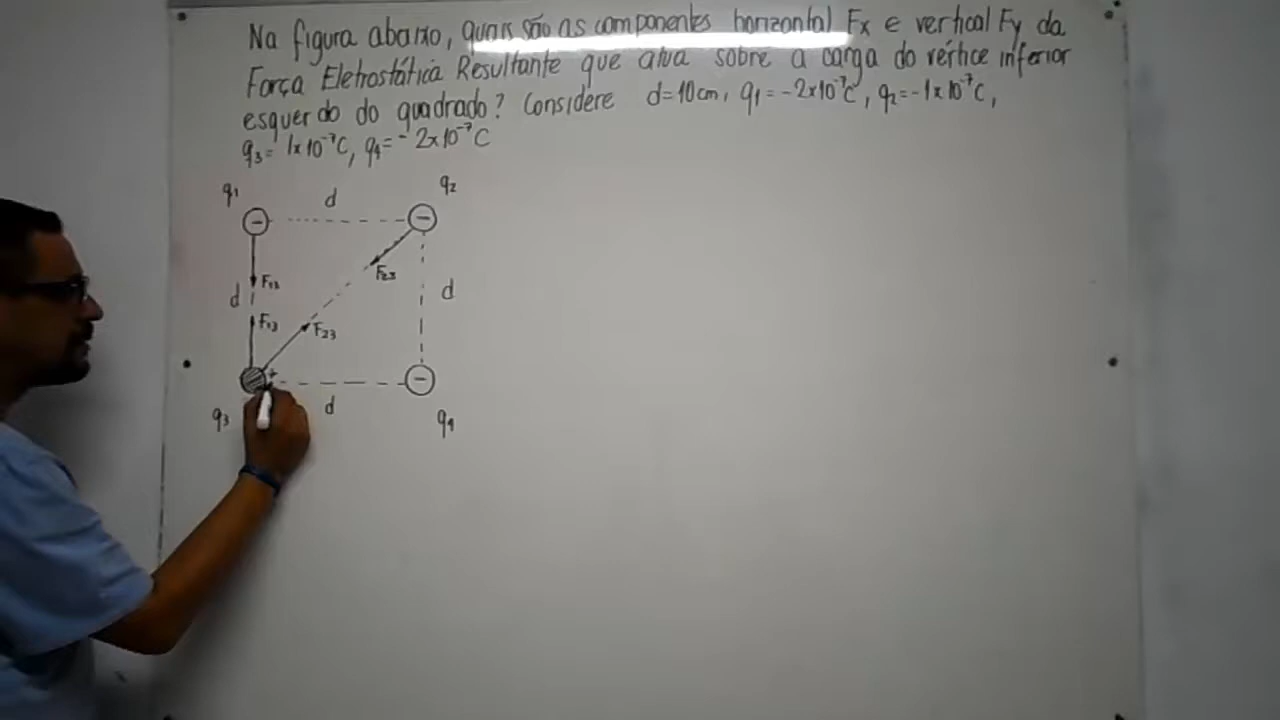 Na figura abaixo, quais são as componentes horizontal Fx e vertical Fy da
Força Eletrostática Resultante que atua sobre a carga do vértice inferior
esquerdo do quadrado? Considere d=10cm, q1=-2x10⁻⁷C, q2=-1x10⁻⁷C,
q3=1x10⁻⁷C, q4=-2x10⁻⁷C
q1 d q2
- -
F13 F23
d d
F13 F23
+ -
q3 d q4